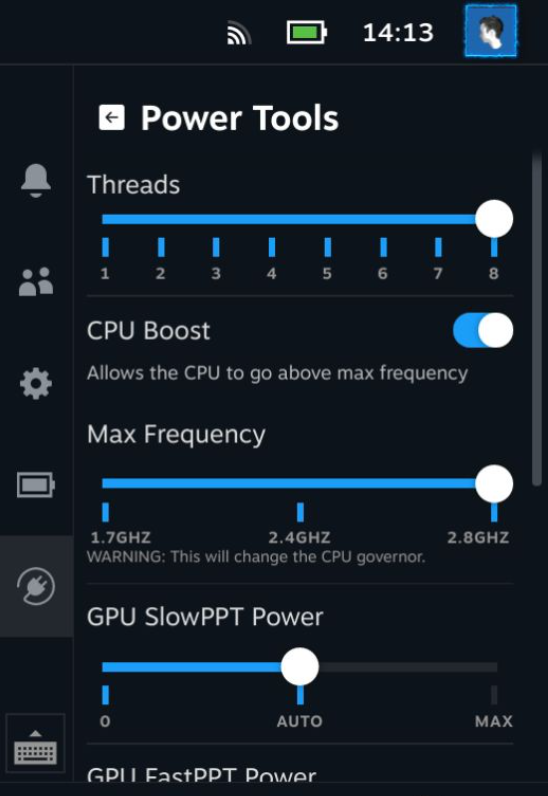 14:13
Power Tools
Threads
1 2 3 4 5 6 7 8
CPU Boost
Allows the CPU to go above max frequency
Max Frequency
1.7GHZ 2.4GHZ 2.8GHZ
WARNING: This will change the CPU governor.
GPU SlowPPT Power
0 AUTO MAX
GPU FastPPT Power